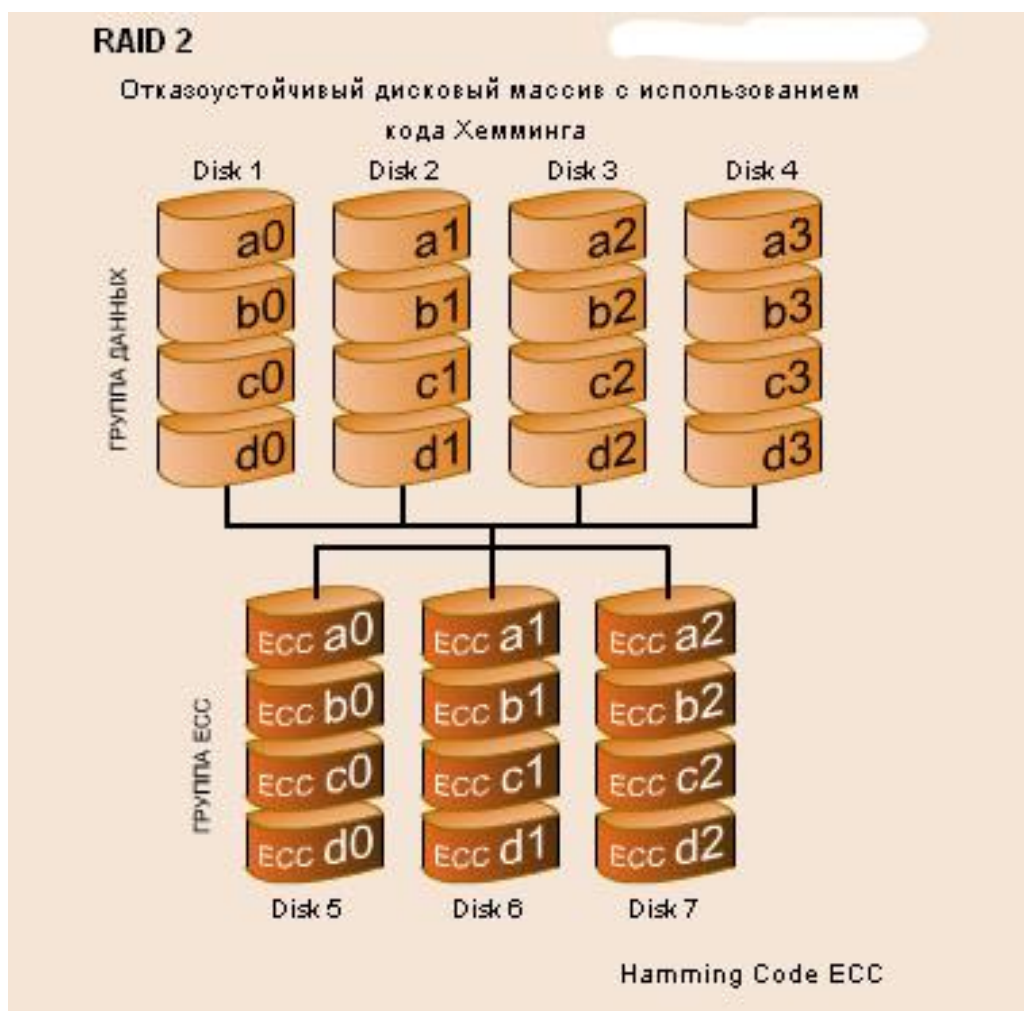 RAID 2
Отказоустойчивый дисковый массив с использованием
кода Хемминга
Disk 1 Disk 2 Disk 3 Disk 4
ГРУППА ДАННЫХ
a0 a1 a2 a3
b0 b1 b2 b3
c0 c1 c2 c3
d0 d1 d2 d3
ГРУППА ECC
ECC a0 ECC a1 ECC a2
ECC b0 ECC b1 ECC b2
ECC c0 ECC c1 ECC c2
ECC d0 ECC d1 ECC d2
Disk 5 Disk 6 Disk 7
Hamming Code ECC